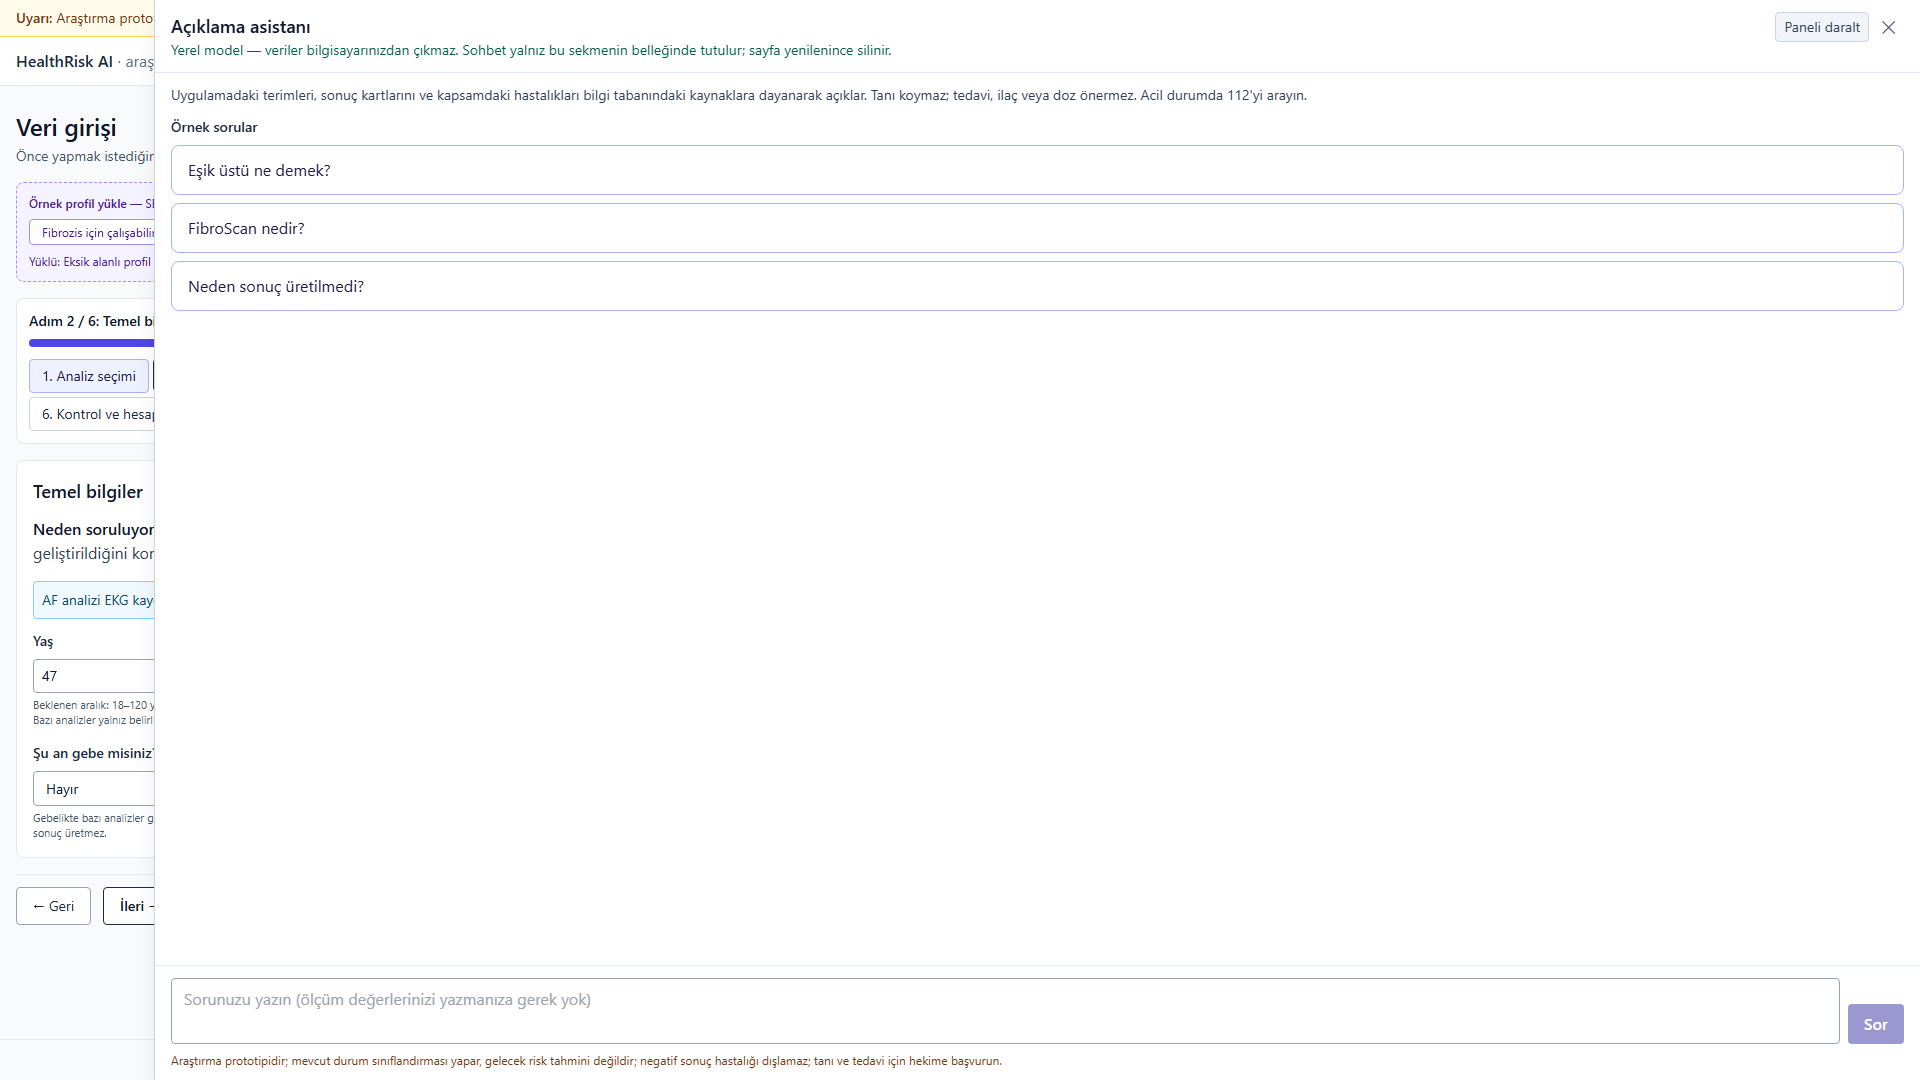 Uyarı: Araştırma proto
HealthRisk AI · araş
Veri girişi
Önce yapmak istediğin
Örnek profil yükle —
Fibrozis için çalışabilir
Yüklü: Eksik alanlı profil
Adım 2 / 6: Temel bi
1. Analiz seçimi
6. Kontrol ve hesap
Temel bilgiler
Neden soruluyor
geliştirildiğini kon
AF analizi EKG kay
Yaş
47
Beklenen aralık: 18–120 y
Bazı analizler yalnız belirl
Şu an gebe misiniz?
Hayır
Gebelikte bazı analizler g
sonuç üretmez.
← Geri
İleri
Açıklama asistanı
Yerel model — veriler bilgisayarınızdan çıkmaz. Sohbet yalnız bu sekmenin belleğinde tutulur; sayfa yenilenince silinir.
Paneli daralt
Uygulamadaki terimleri, sonuç kartlarını ve kapsamdaki hastalıkları bilgi tabanındaki kaynaklara dayanarak açıklar. Tanı koymaz; tedavi, ilaç veya doz önermez. Acil durumda 112'yi arayın.
Örnek sorular
Eşik üstü ne demek?
FibroScan nedir?
Neden sonuç üretilmedi?
Sorunuzu yazın (ölçüm değerlerinizi yazmanıza gerek yok)
Sor
Araştırma prototipidir; mevcut durum sınıflandırması yapar, gelecek risk tahmini değildir; negatif sonuç hastalığı dışlamaz; tanı ve tedavi için hekime başvurun.